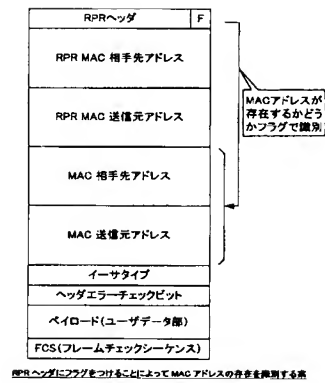 RPRヘッダ F
RPR MAC 相手先アドレス
RPR MAC 送信元アドレス
MACアドレスが
存在するかどう
かフラグで識別
MAC 相手先アドレス
MAC 送信元アドレス
イーサタイプ
ヘッダエラーチェックビット
ペイロード(ユーザデータ部)
FCS(フレームチェックシーケンス)
RPR ヘッダにフラグをつけることによって MAC アドレスの存在を識別する案